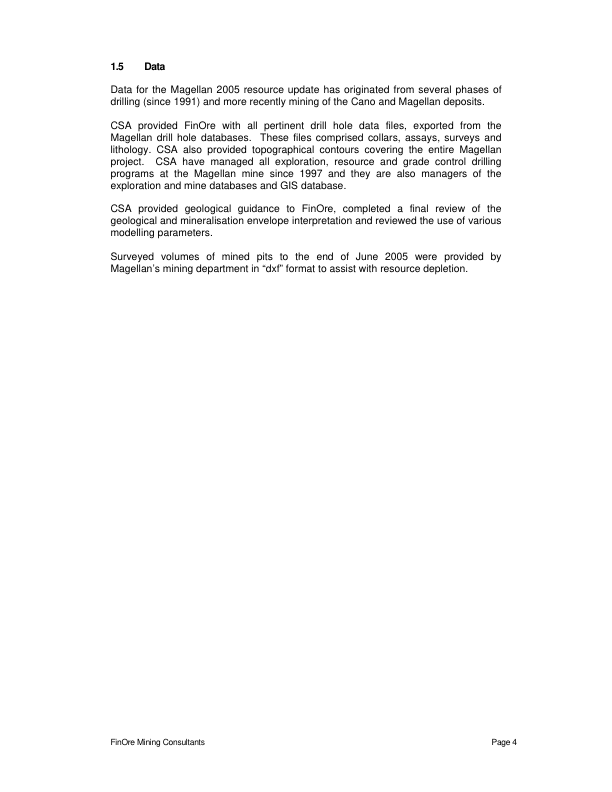 1.5 Data
Data for the Magellan 2005 resource update has originated from several phases of
drilling (since 1991) and more recently mining of the Cano and Magellan deposits.
CSA provided FinOre with all pertinent drill hole data files, exported from the
Magellan drill hole databases. These files comprised collars, assays, surveys and
lithology. CSA also provided topographical contours covering the entire Magellan
project. CSA have managed all exploration, resource and grade control drilling
programs at the Magellan mine since 1997 and they are also managers of the
exploration and mine databases and GIS database.
CSA provided geological guidance to FinOre, completed a final review of the
geological and mineralisation envelope interpretation and reviewed the use of various
modelling parameters.
Surveyed volumes of mined pits to the end of June 2005 were provided by
Magellan's mining department in “dxf” format to assist with resource depletion.
FinOre Mining Consultants Page 4